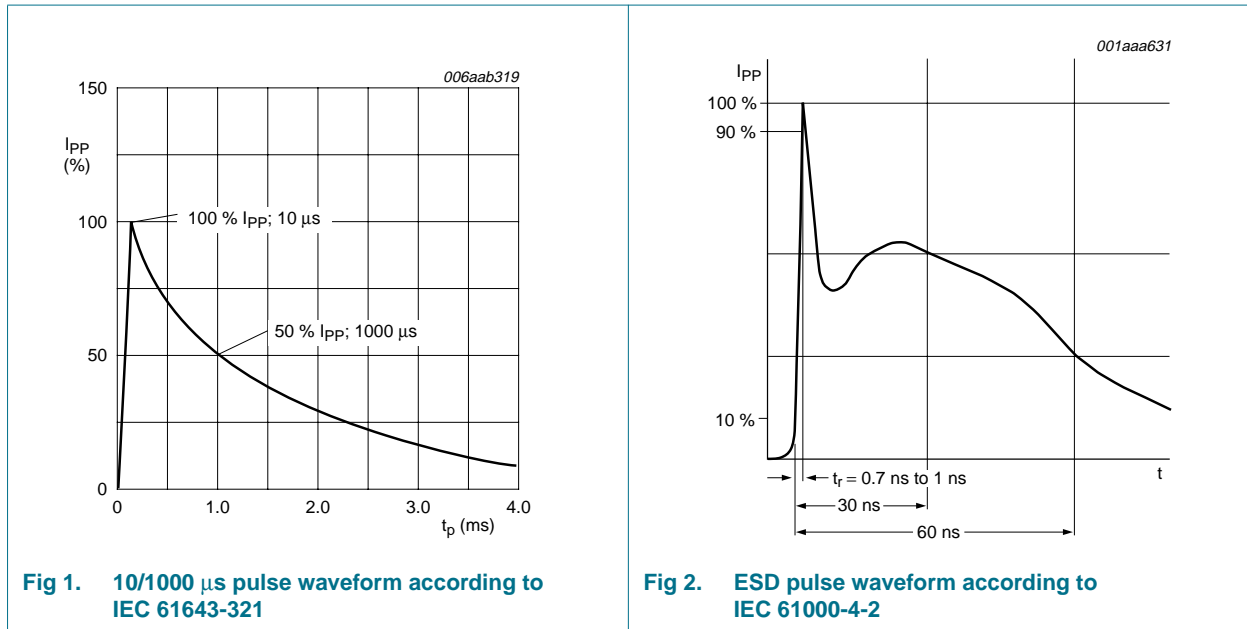 006aab319
150
IPP
(%)
100
100 % IPP; 10 μs
50 % IPP; 1000 μs
50
0
0 1.0 2.0 3.0 4.0
tp (ms)
Fig 1. 10/1000 μs pulse waveform according to
IEC 61643-321
001aaa631
IPP
100 %
90 %
10 %
t
tr = 0.7 ns to 1 ns
30 ns
60 ns
Fig 2. ESD pulse waveform according to
IEC 61000-4-2